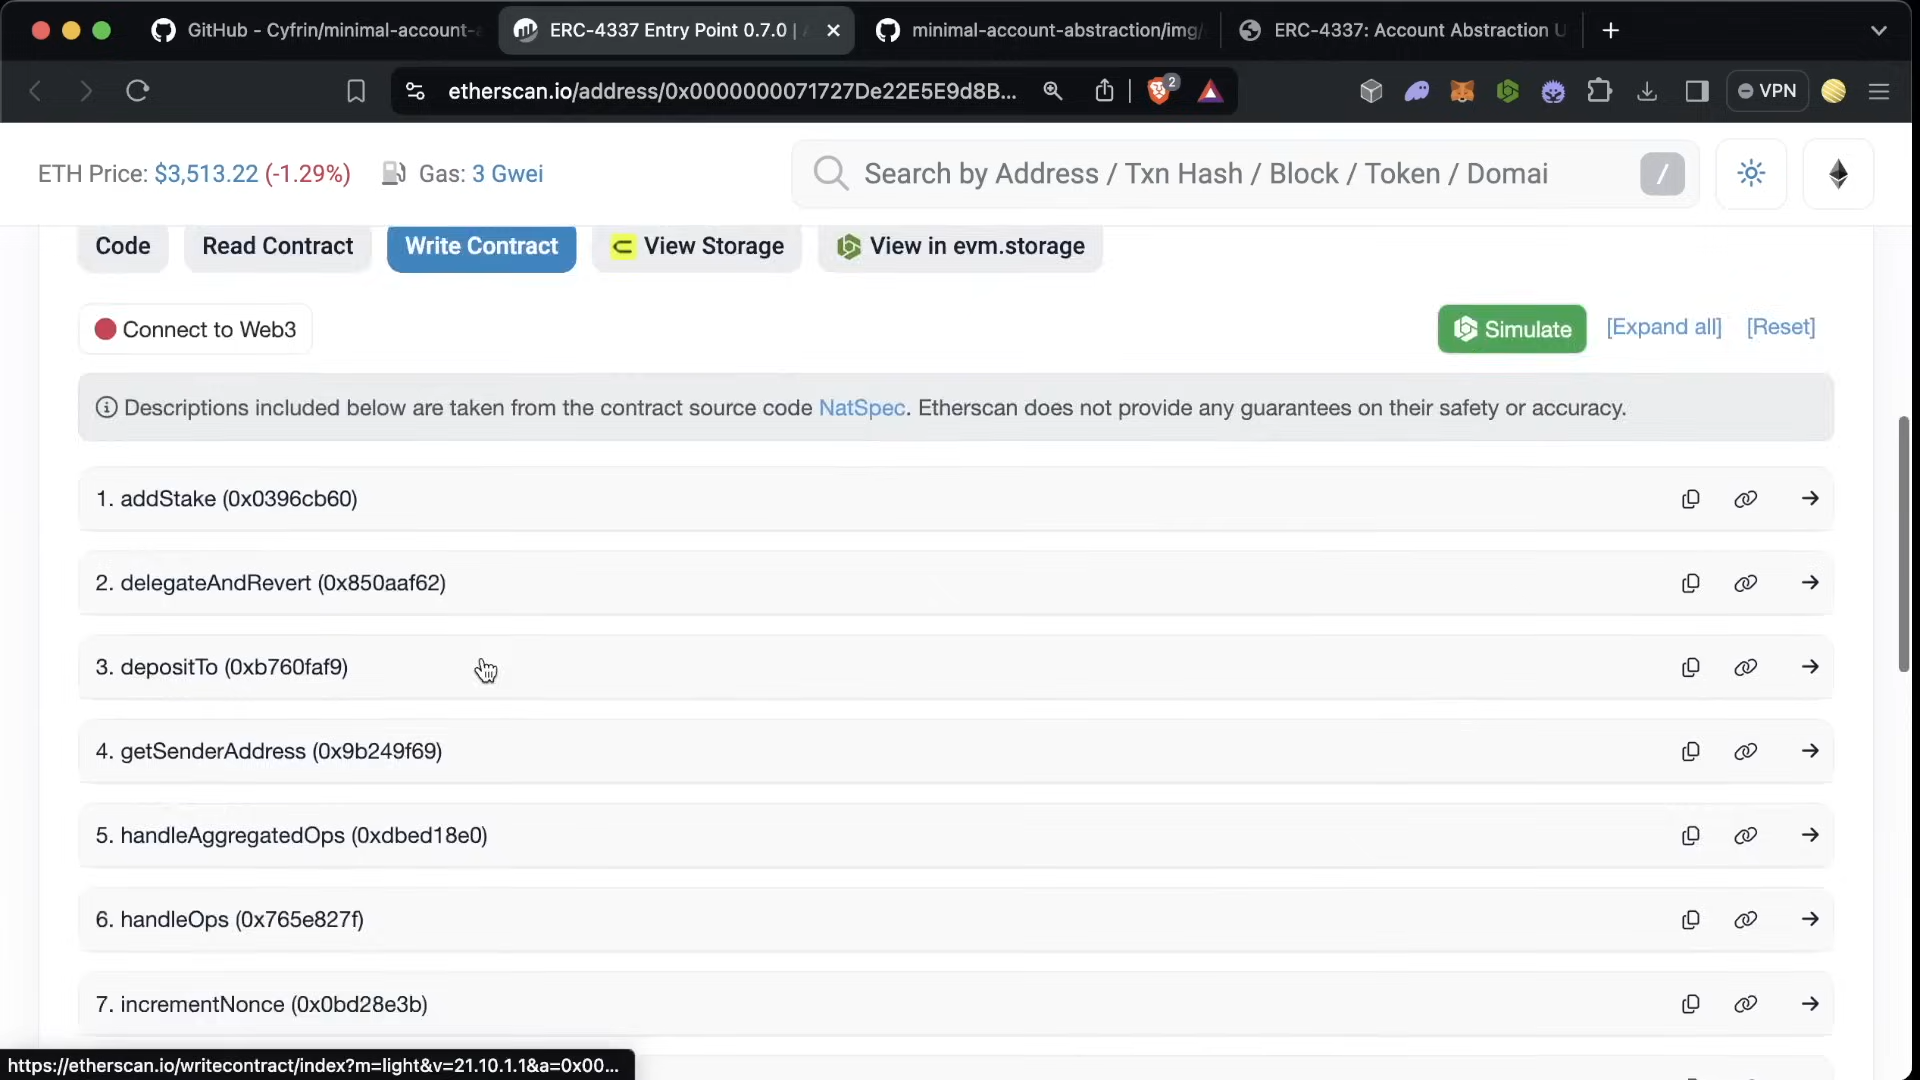 GitHub - Cyfrin/minimal-account-
ERC-4337 Entry Point 0.7.0 |
minimal-account-abstraction/img/
ERC-4337: Account Abstraction U
etherscan.io/address/0x0000000071727De22E5E9d8B...
2
VPN
ETH Price: $3,513.22 (-1.29%)
Gas: 3 Gwei
Search by Address / Txn Hash / Block / Token / Domai
/
Code
Read Contract
Write Contract
View Storage
View in evm.storage
Connect to Web3
Simulate
[Expand all]
[Reset]
Descriptions included below are taken from the contract source code NatSpec. Etherscan does not provide any guarantees on their safety or accuracy.
1. addStake (0x0396cb60)
2. delegateAndRevert (0x850aaf62)
3. depositTo (0xb760faf9)
4. getSenderAddress (0x9b249f69)
5. handleAggregatedOps (0xdbed18e0)
6. handleOps (0x765e827f)
7. incrementNonce (0x0bd28e3b)
https://etherscan.io/writecontract/index?m=light&v=21.10.1.1&a=0x00...